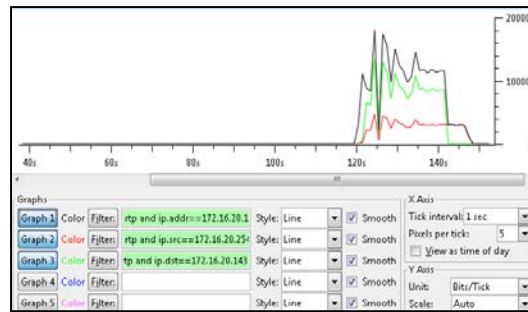 20000
10000
0
40s 60s 80s 100s 120s 140s
Graphs
X Axis
Graph 1 Color Filter: rtp and ip.addr==172.16.20.1 Style: Line Smooth
Tick interval: 1 sec
Graph 2 Color Filter: rtp and ip.src==172.16.20.254 Style: Line Smooth
Pixels per tick: 5
Graph 3 Color Filter: tp and ip.dst==172.16.20.143 Style: Line Smooth
View as time of day
Graph 4 Color Filter: Style: Line Smooth
Y Axis
Unit: Bits/Tick
Graph 5 Color Filter: Style: Line Smooth
Scale: Auto